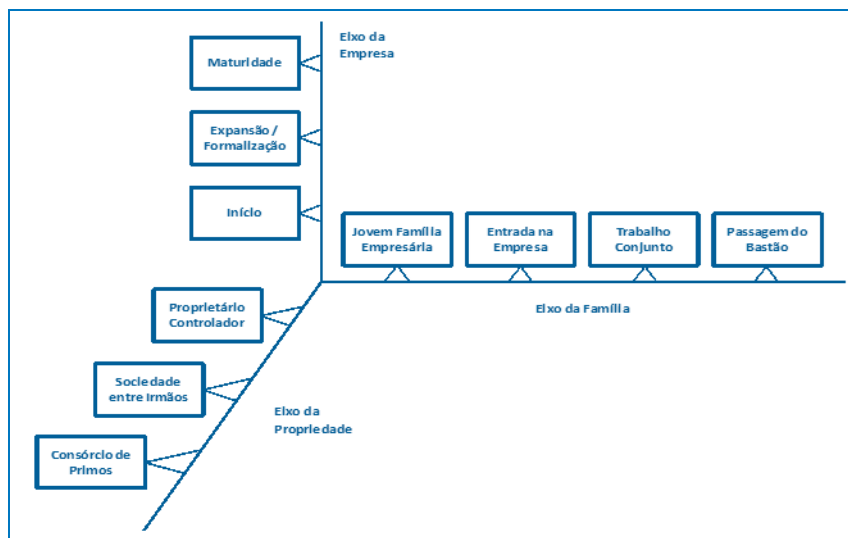 Eixo da
Empresa
Maturidade
Expansão /
Formalização
Início
Jovem Família
Empresária
Entrada na
Empresa
Trabalho
Conjunto
Passagem do
Bastão
Eixo da Família
Proprietário
Controlador
Sociedade
entre Irmãos
Eixo da
Propriedade
Consórcio de
Primos